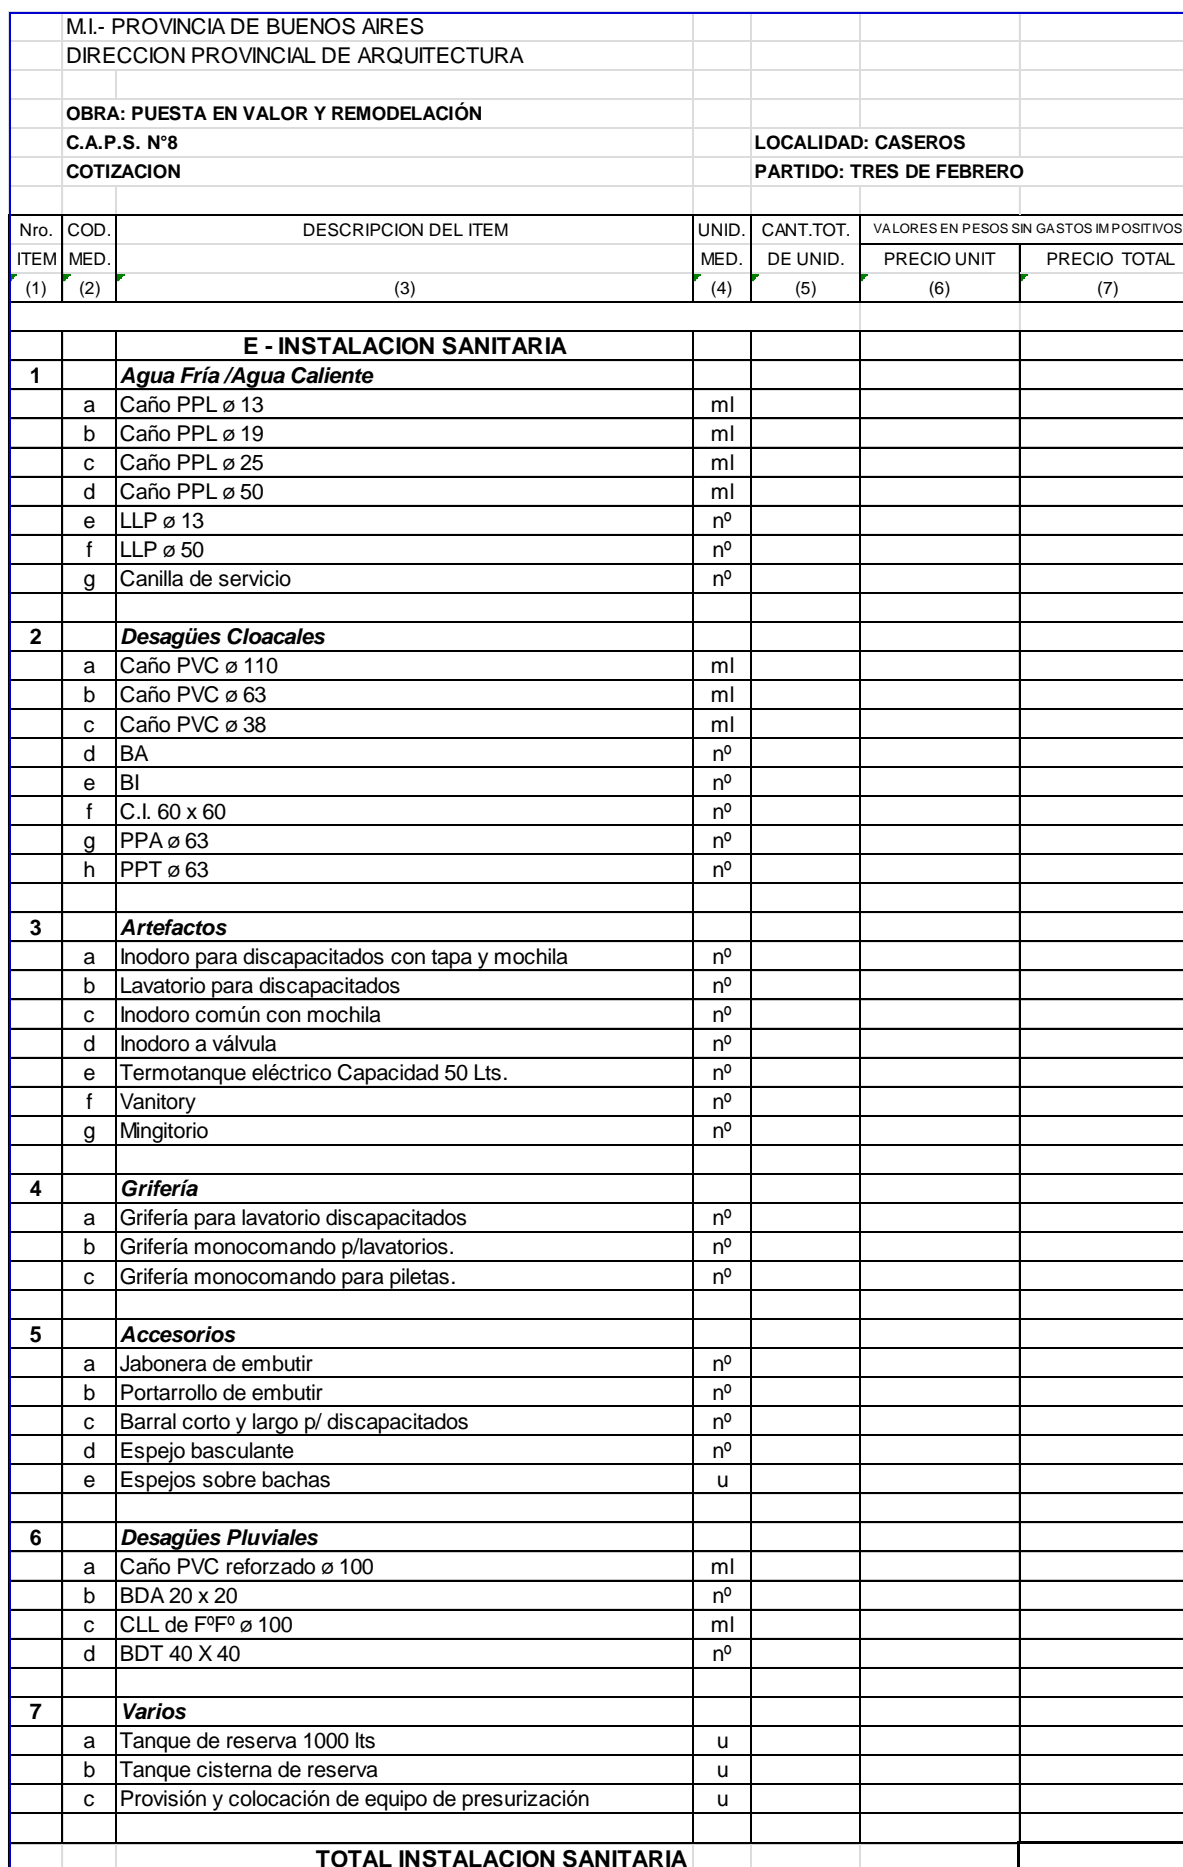 M.I.- PROVINCIA DE BUENOS AIRES
DIRECCION PROVINCIAL DE ARQUITECTURA
OBRA: PUESTA EN VALOR Y REMODELACIÓN
C.A.P.S. N°8 LOCALIDAD: CASEROS
COTIZACION PARTIDO: TRES DE FEBRERO
Nro. COD. DESCRIPCION DEL ITEM UNID. CANT.TOT. VALORES EN PESOS SIN GASTOS IMPOSITIVOS
ITEM MED. MED. DE UNID. PRECIO UNIT PRECIO TOTAL
(1) (2) (3) (4) (5) (6) (7)
E - INSTALACION SANITARIA
1 Agua Fría /Agua Caliente
a Caño PPL ø 13 ml
b Caño PPL ø 19 ml
c Caño PPL ø 25 ml
d Caño PPL ø 50 ml
e LLP ø 13 nº
f LLP ø 50 nº
g Canilla de servicio nº
2 Desagües Cloacales
a Caño PVC ø 110 ml
b Caño PVC ø 63 ml
c Caño PVC ø 38 ml
d BA nº
e BI nº
f C.I. 60 x 60 nº
g PPA ø 63 nº
h PPT ø 63 nº
3 Artefactos
a Inodoro para discapacitados con tapa y mochila nº
b Lavatorio para discapacitados nº
c Inodoro común con mochila nº
d Inodoro a válvula nº
e Termotanque eléctrico Capacidad 50 Lts. nº
f Vanitory nº
g Mingitorio nº
4 Grifería
a Grifería para lavatorio discapacitados nº
b Grifería monocomando p/lavatorios. nº
c Grifería monocomando para piletas. nº
5 Accesorios
a Jabonera de embutir nº
b Portarrollo de embutir nº
c Barral corto y largo p/ discapacitados nº
d Espejo basculante nº
e Espejos sobre bachas u
6 Desagües Pluviales
a Caño PVC reforzado ø 100 ml
b BDA 20 x 20 nº
c CLL de FºFº ø 100 ml
d BDT 40 X 40 nº
7 Varios
a Tanque de reserva 1000 lts u
b Tanque cisterna de reserva u
c Provisión y colocación de equipo de presurización u
TOTAL INSTALACION SANITARIA